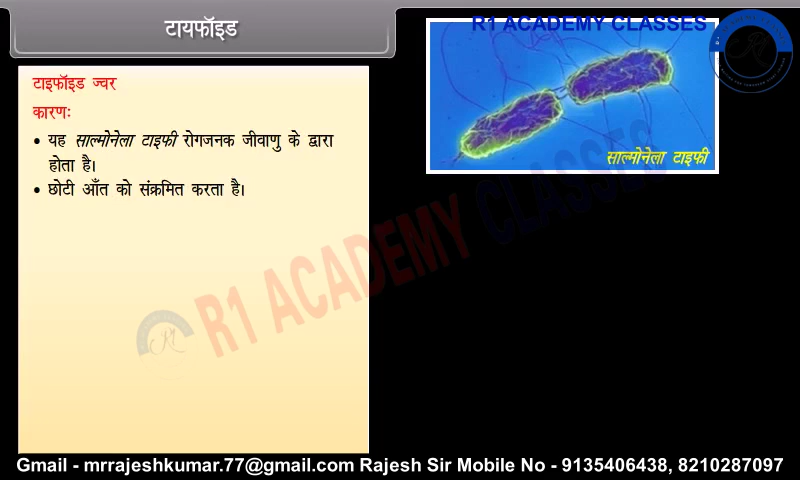 टायफॉइड
R1 ACADEMY CLASSES
टाइफॉइड ज्वर
कारणः
• यह साल्मोनेला टाइफी रोगजनक जीवाणु के द्वारा
होता है।
• छोटी आँत को संक्रमित करता है।
साल्मोनेला टाइफी
R1 ACADEMY CLASSES
Gmail - mrrajeshkumar.77@gmail.com Rajesh Sir Mobile No - 9135406438, 8210287097